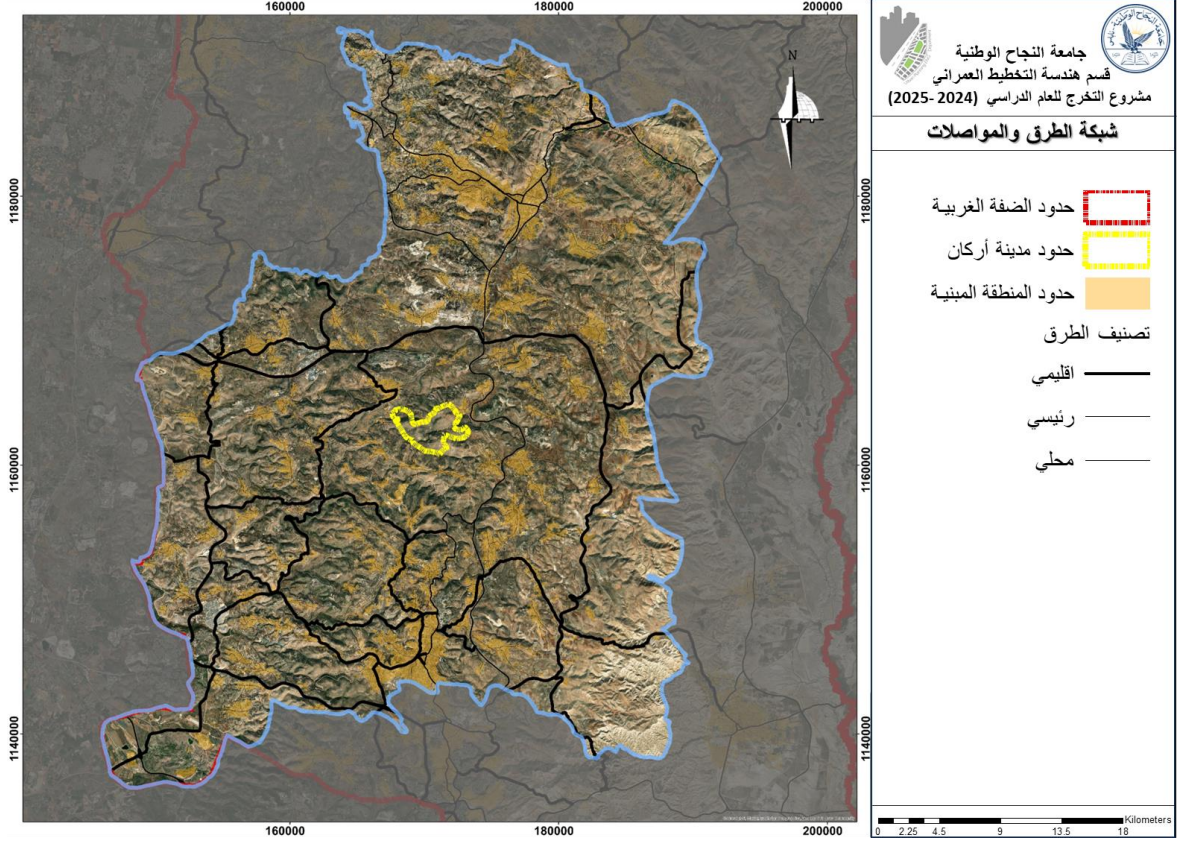 160000
180000
200000
1180000
1160000
1140000
1180000
1160000
1140000
160000
180000
200000
N
جامعة النجاح الوطنية
قسم هندسة التخطيط العمراني
مشروع التخرج للعام الدراسي (2024 -2025)
شبكة الطرق والمواصلات
حدود الضفة الغربية
حدود مدينة أركان
حدود المنطقة المبنية
تصنيف الطرق
اقليمي
رئيسي
محلي
Kilometers
0 2.25 4.5 9 13.5 18